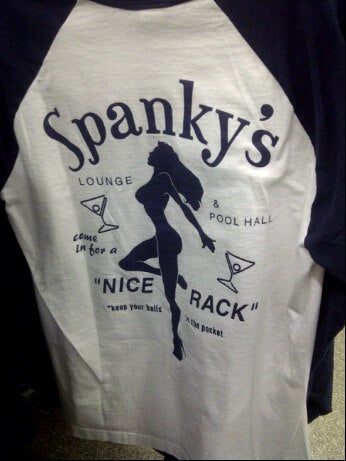 Spanky's
LOUNGE
& 
POOL HALL
come
in for a
"NICE RACK"
"keep your balls in the pocket